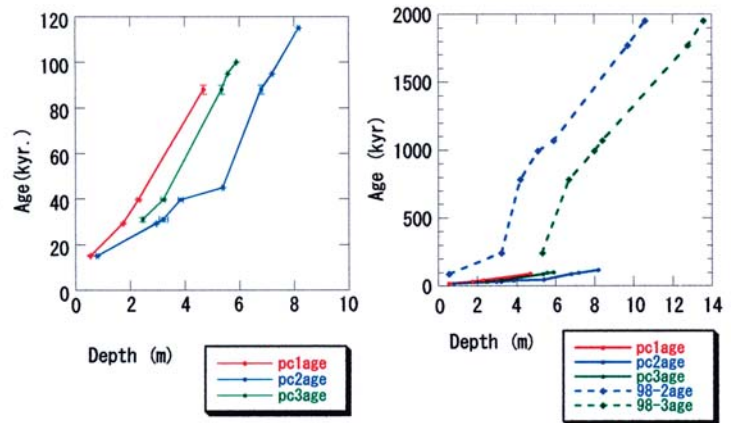 120
100
80
60
40
20
0
Age(kyr.)
0 2 4 6 8 10
Depth (m)
pc1age
pc2age
pc3age
2000
1500
1000
500
0
Age (kyr)
0 2 4 6 8 10 12 14
Depth (m)
pc1age
pc2age
pc3age
98-2age
98-3age